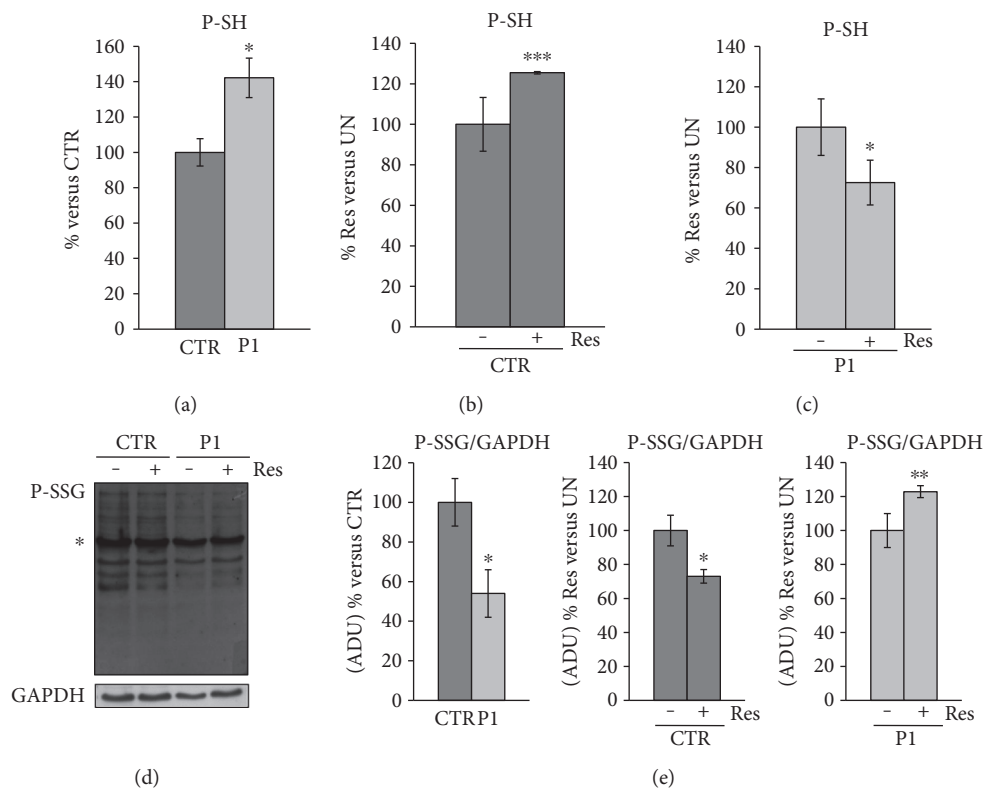 P-SH
160
140
120
100
80
60
40
20
0
% versus CTR
*
CTR P1
(a)
P-SH
140
120
100
80
60
40
20
0
% Res versus UN
***
- + Res
CTR
(b)
P-SH
140
120
100
80
60
40
20
0
% Res versus UN
*
- + Res
P1
(c)
CTR P1
- + - + Res
P-SSG
*
GAPDH
(d)
P-SSG/GAPDH
120
100
80
60
40
20
0
(ADU) % versus CTR
*
CTR P1
P-SSG/GAPDH
140
120
100
80
60
40
20
0
(ADU) % Res versus UN
*
- + Res
CTR
P-SSG/GAPDH
140
120
100
80
60
40
20
0
(ADU) % Res versus UN
**
- + Res
P1
(e)